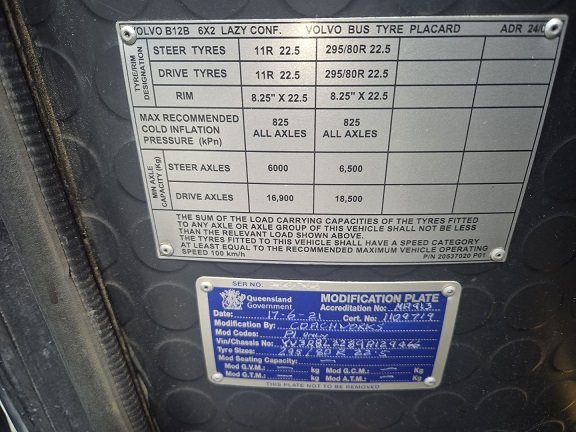 VOLVO B12B 6X2 LAZY CONF. VOLVO BUS TYRE PLACARD ADR 24/0
TYRE/RIM DESIGNATION
STEER TYRES 11R 22.5 295/80R 22.5
DRIVE TYRES 11R 22.5 295/80R 22.5
RIM 8.25" X 22.5 8.25" X 22.5
MAX RECOMMENDED COLD INFLATION PRESSURE (kPn) 825 ALL AXLES 825 ALL AXLES
MIN AXLE CAPACITY (Kg)
STEER AXLES 6000 6,500
DRIVE AXLES 16,900 18,500
THE SUM OF THE LOAD CARRYING CAPACITIES OF THE TYRES FITTED
TO ANY AXLE OR AXLE GROUP OF THIS VEHICLE SHALL NOT BE LESS
THAN THE RELEVANT LOAD SHOWN ABOVE.
THE TYRES FITTED TO THIS VEHICLE SHALL HAVE A SPEED CATEGORY
AT LEAST EQUAL TO THE RECOMMENDED MAXIMUM VEHICLE OPERATING
SPEED 100 km/h P/N 20537020 P01
SER NO.
Queensland Government MODIFICATION PLATE
Accreditation No:
Date: 17-6-21 Cert. No: 1109719
Modification By: COACHWORKS
Mod Codes: P1 only
Vin/Chassis No:
Tyre Sizes: 80R 22.5
Mod Seating Capacity:
Mod G.V.M: kg Mod G.C.M: Kg
Mod G.T.M: kg Mod A.T.M: Kg
THIS PLATE NOT TO BE REMOVED